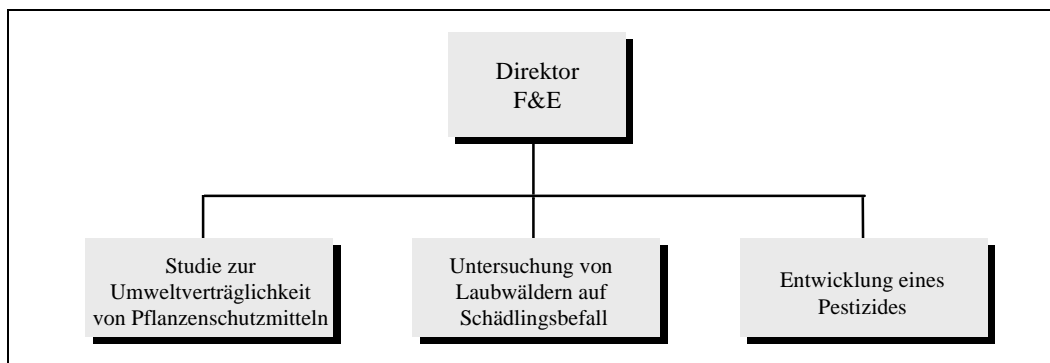 Direktor
F&E
Studie zur
Umweltverträglichkeit
von Pflanzenschutzmitteln
Untersuchung von
Laubwäldern auf
Schädlingsbefall
Entwicklung eines
Pestizides